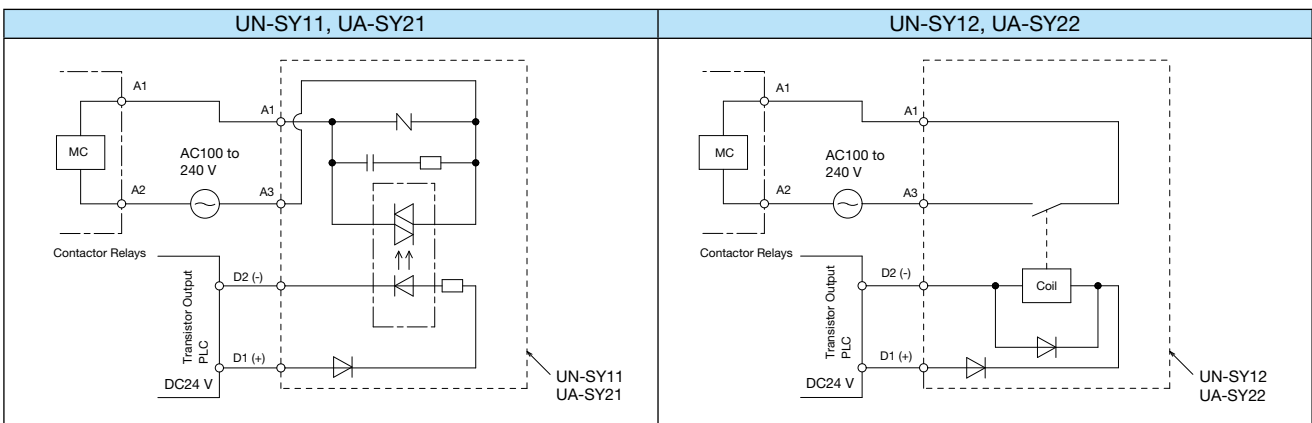 UN-SY11, UA-SY21
A1
A1
MC
AC100 to
240 V
A2
A3
Contactor Relays
Transistor Output
PLC
D2 (-)
D1 (+)
DC24 V
UN-SY11
UA-SY21
UN-SY12, UA-SY22
A1
A1
MC
AC100 to
240 V
A2
A3
Contactor Relays
Transistor Output
PLC
D2 (-)
Coil
D1 (+)
DC24 V
UN-SY12
UA-SY22